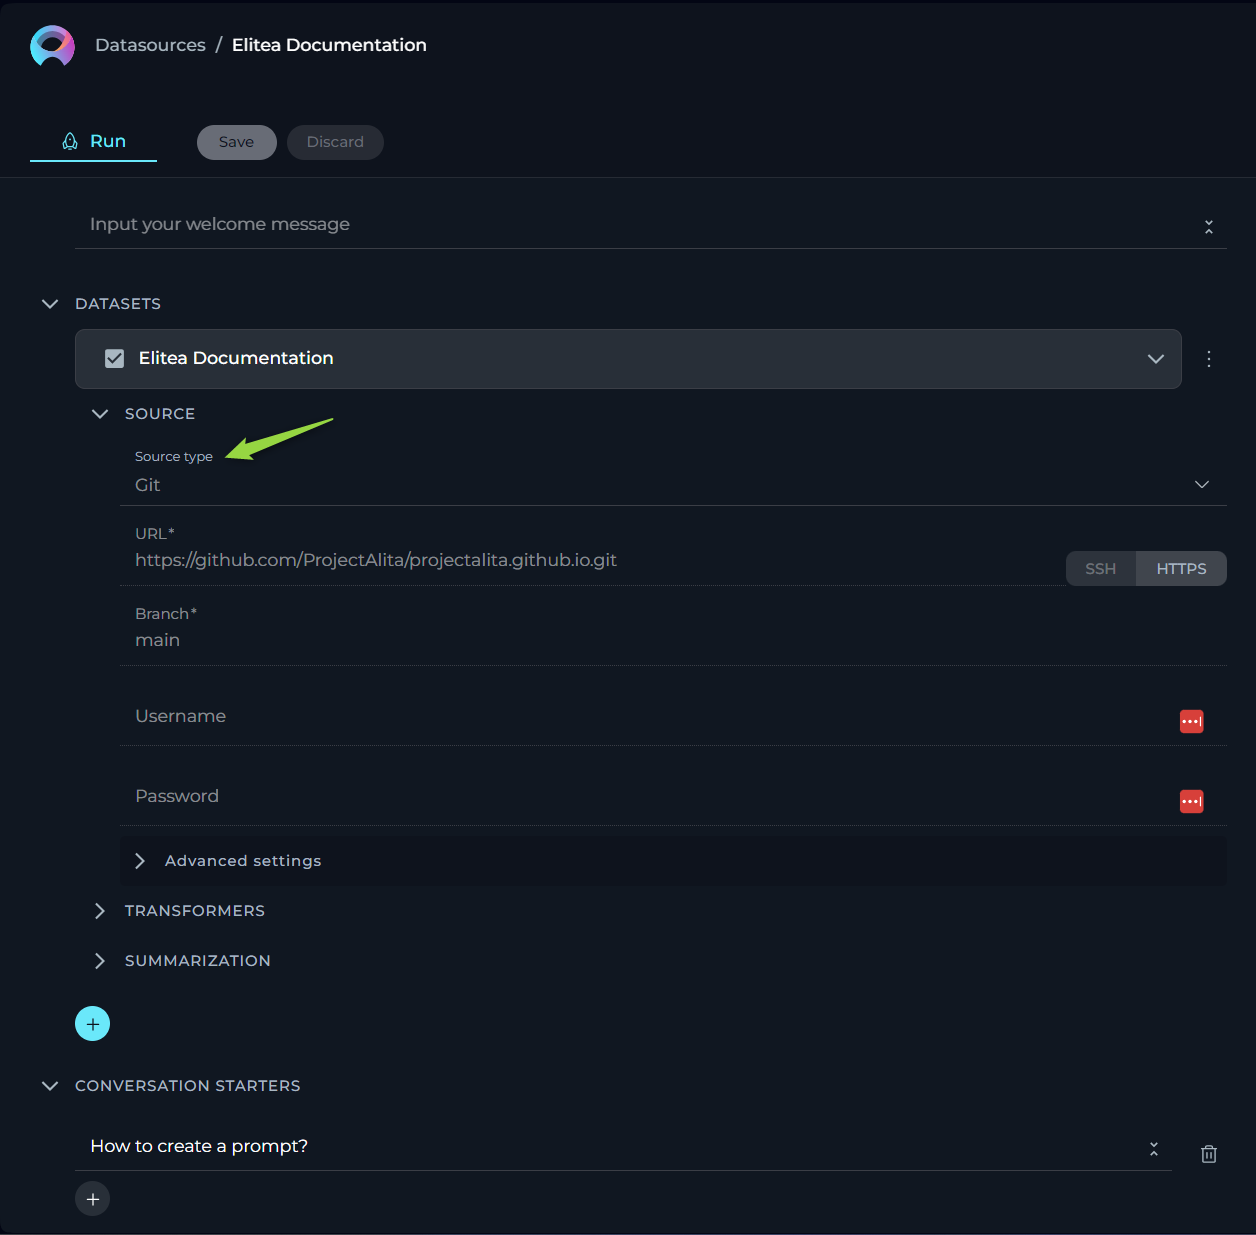 Datasources / Elitea Documentation
Run Save Discard
Input your welcome message
DATASETS
Elitea Documentation
SOURCE
Source type
Git
URL*
https://github.com/ProjectAlita/projectalita.github.io.git
SSH HTTPS
Branch*
main
Username
Password
Advanced settings
TRANSFORMERS
SUMMARIZATION
CONVERSATION STARTERS
How to create a prompt?